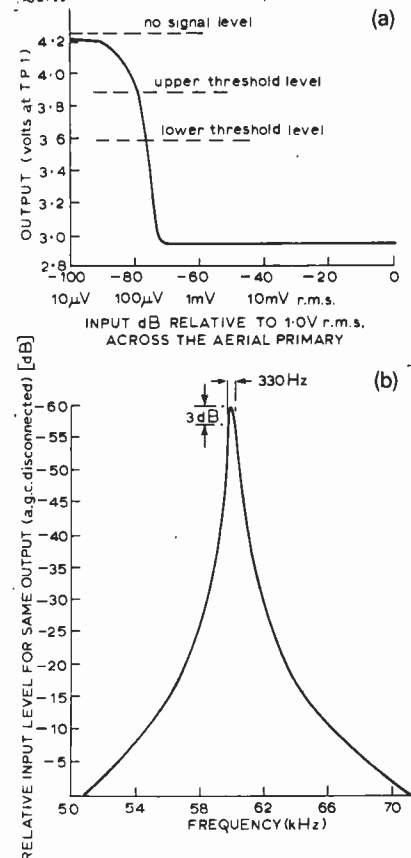 (a)
no signal level
upper threshold level
lower threshold level
OUTPUT (volts at TP1)
4·2
4·0
3·8
3·6
3·4
3·2
3·0
2·8
-100 -80 -60 -40 -20 0
10μV 100μV 1mV 10mV r.m.s.
INPUT dB RELATIVE TO 1·0V r.m.s.
ACROSS THE AERIAL PRIMARY
(b)
330Hz
3dB
RELATIVE INPUT LEVEL FOR SAME OUTPUT (a.g.c. disconnected) [dB]
-60
-55
-50
-45
-40
-35
-30
-25
-20
-15
-10
-5
50 54 58 62 66 70
FREQUENCY (kHz)